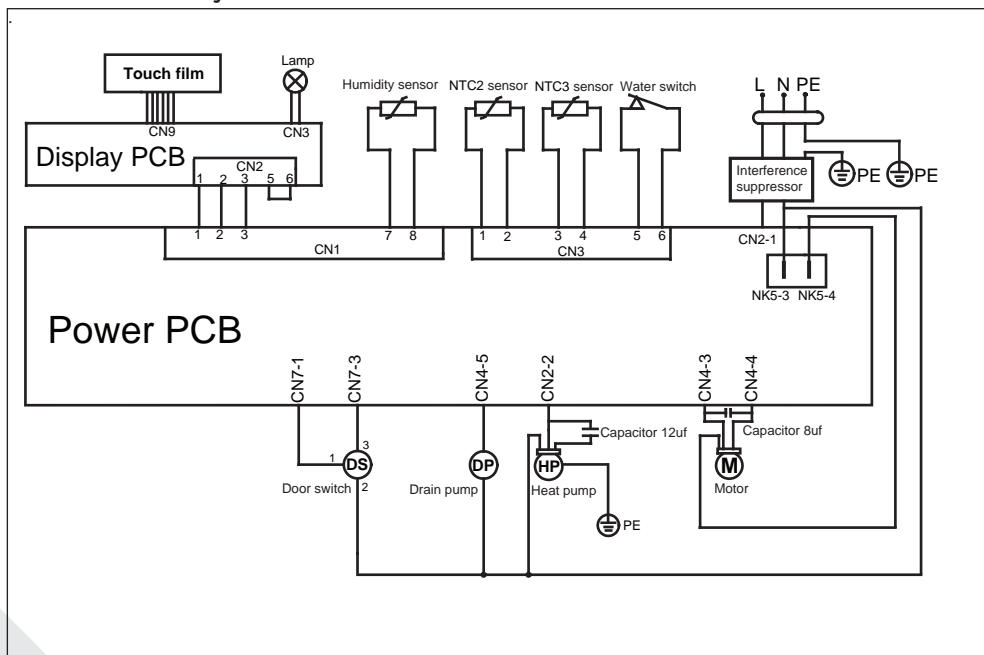 Touch film
Lamp
Humidity sensor
NTC2 sensor
NTC3 sensor
Water switch
L N PE
CN9
CN3
Display PCB
CN2
1 2 3 5 6
Interference
suppressor
PE
PE
1 2 3
7 8
CN1
1 2 3 4 5 6
CN3
CN2-1
NK5-3 NK5-4
Power PCB
CN7-1
CN7-3
CN4-5
CN2-2
CN4-3
CN4-4
Capacitor 12uf
Capacitor 8uf
3
1
DS
2
DP
HP
M
Door switch
Drain pump
Heat pump
Motor
PE